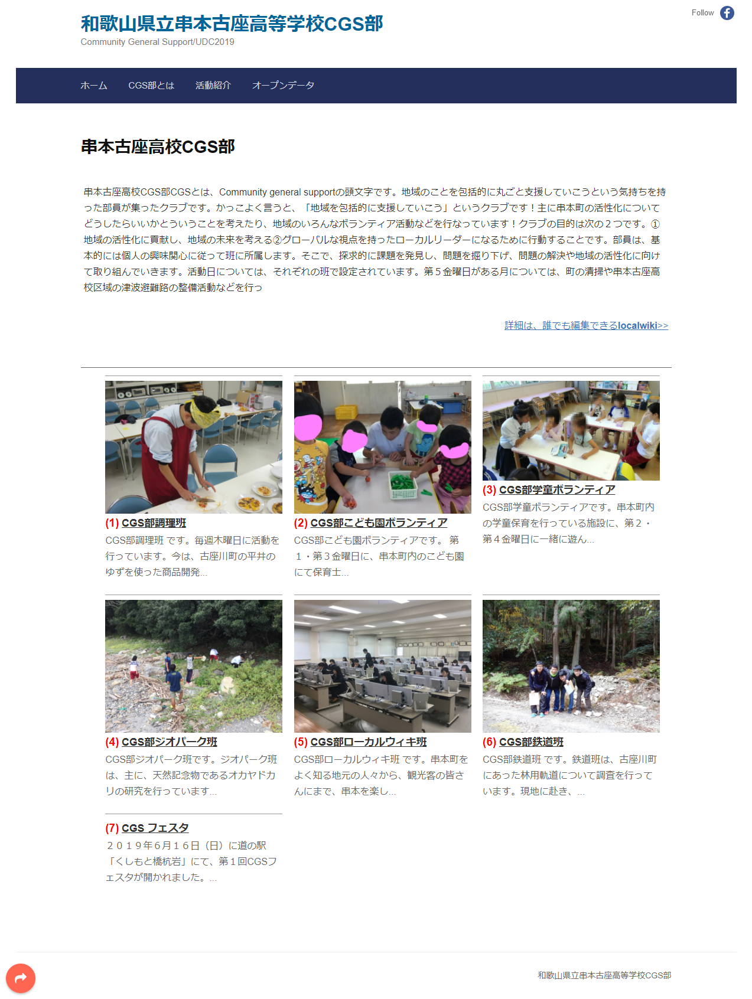 和歌山県立串本古座高等学校CGS部
Community General Support/UDC2019
Follow
ホーム
CGS部とは
活動紹介
オープンデータ
串本古座高校CGS部
串本古座高校CGS部CGSとは、Community general supportの頭文字です。地域のことを包括的に丸ごと支援していこうという気持ちを持
った部員が集ったクラブです。かっこよく言うと、「地域を包括的に支援していこう」というクラブです！主に串本町の活性化について
どうしたらいいかとういうことを考えたり、地域のいろんなボランティア活動などを行なっています！クラブの目的は次の２つです。①
地域の活性化に貢献し、地域の未来を考える②グローバルな視点を持ったローカルリーダーになるために行動することです。部員は、基
本的には個人の興味関心に従って班に所属します。そこで、探求的に課題を発見し、問題を掘り下げ、問題の解決や地域の活性化に向け
て取り組んでいきます。活動日については、それぞれの班で設定されています。第５金曜日がある月については、町の清掃や串本古座高
校区域の津波避難路の整備活動などを行っ
詳細は、誰でも編集できるlocalwiki>>
(1) CGS部調理班
CGS部調理班 です。毎週木曜日に活動を
行っています。今は、古座川町の平井の
ゆずを使った商品開発...
(2) CGS部こども園ボランティア
CGS部こども園ボランティアです。 第
１・第３金曜日に、串本町内のこども園
にて保育士...
(3) CGS部学童ボランティア
CGS部学童ボランティアです。串本町内
の学童保育を行っている施設に、第２・
第４金曜日に一緒に遊ん...
(4) CGS部ジオパーク班
CGS部ジオパーク班です。ジオパーク班
は、主に、天然記念物であるオカヤドカ
リの研究を行っています...
(5) CGS部ローカルウィキ班
CGS部ローカルウィキ班 です。串本町を
よく知る地元の人々から、観光客の皆さ
んにまで、串本を楽し...
(6) CGS部鉄道班
CGS部鉄道班 です。鉄道班は、古座川町
にあった林用軌道について調査を行って
います。現地に赴き、...
(7) CGS フェスタ
２０１９年６月１６日（日）に道の駅
「くしもと橋杭岩」にて、第１回CGSフ
ェスタが開かれました。...
和歌山県立串本古座高等学校CGS部